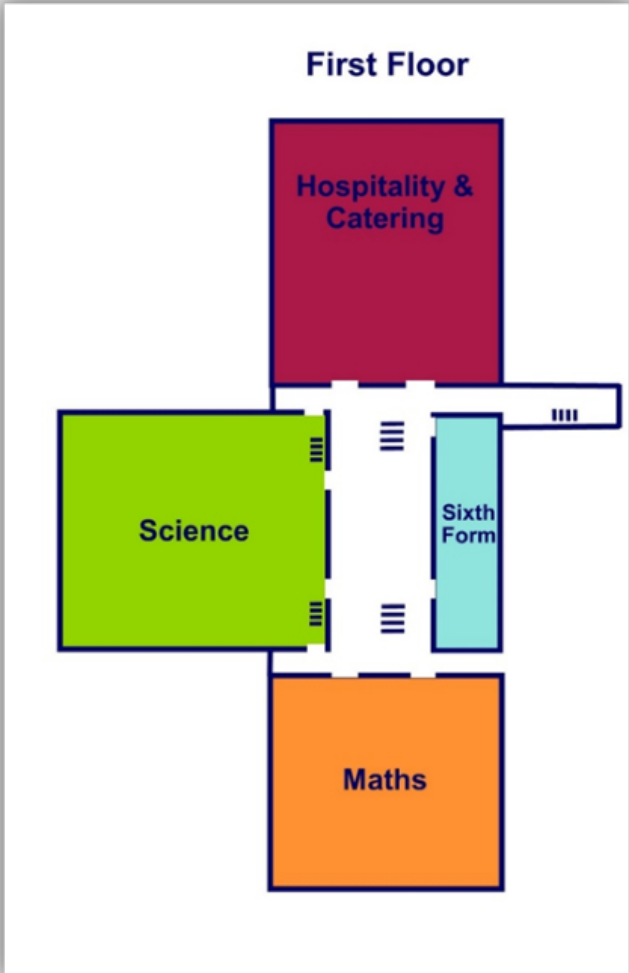 First Floor
Hospitality &
Catering
Science
Sixth
Form
Maths